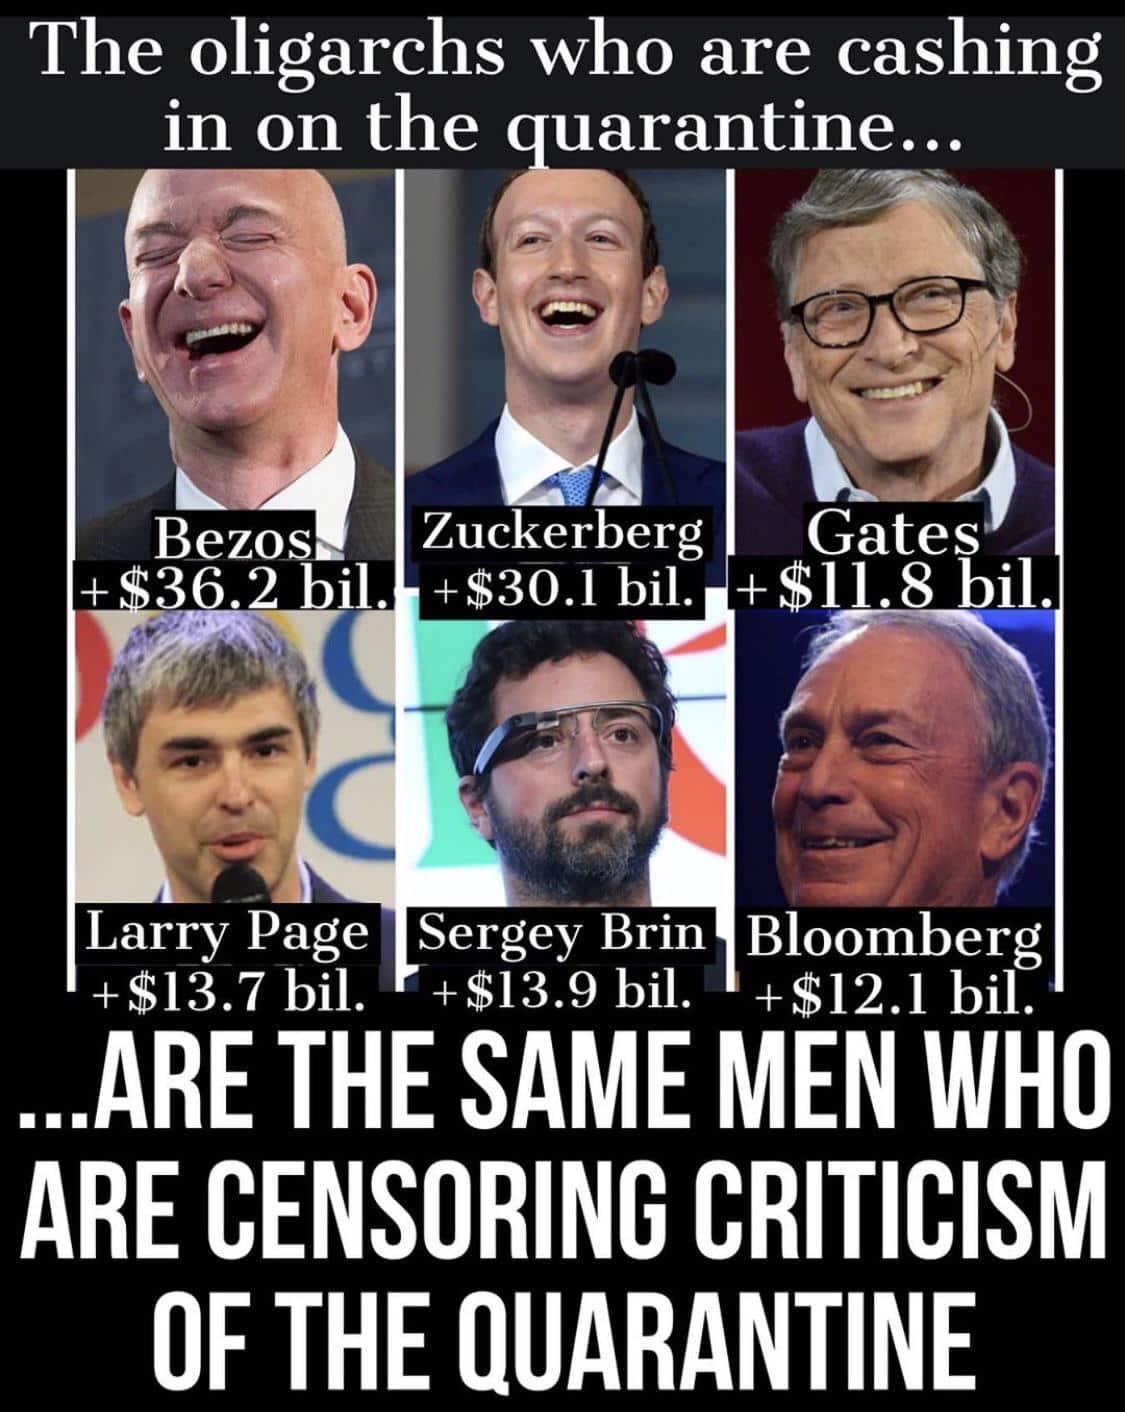 The oligarchs who are cashing
in on the quarantine...
Bezos
+$36.2 bil.
Zuckerberg
+$30.1 bil.
Gates
+$11.8 bil.
Larry Page
+$13.7 bil.
Sergey Brin
+$13.9 bil.
Bloomberg
+$12.1 bil.
...ARE THE SAME MEN WHO
ARE CENSORING CRITICISM
OF THE QUARANTINE